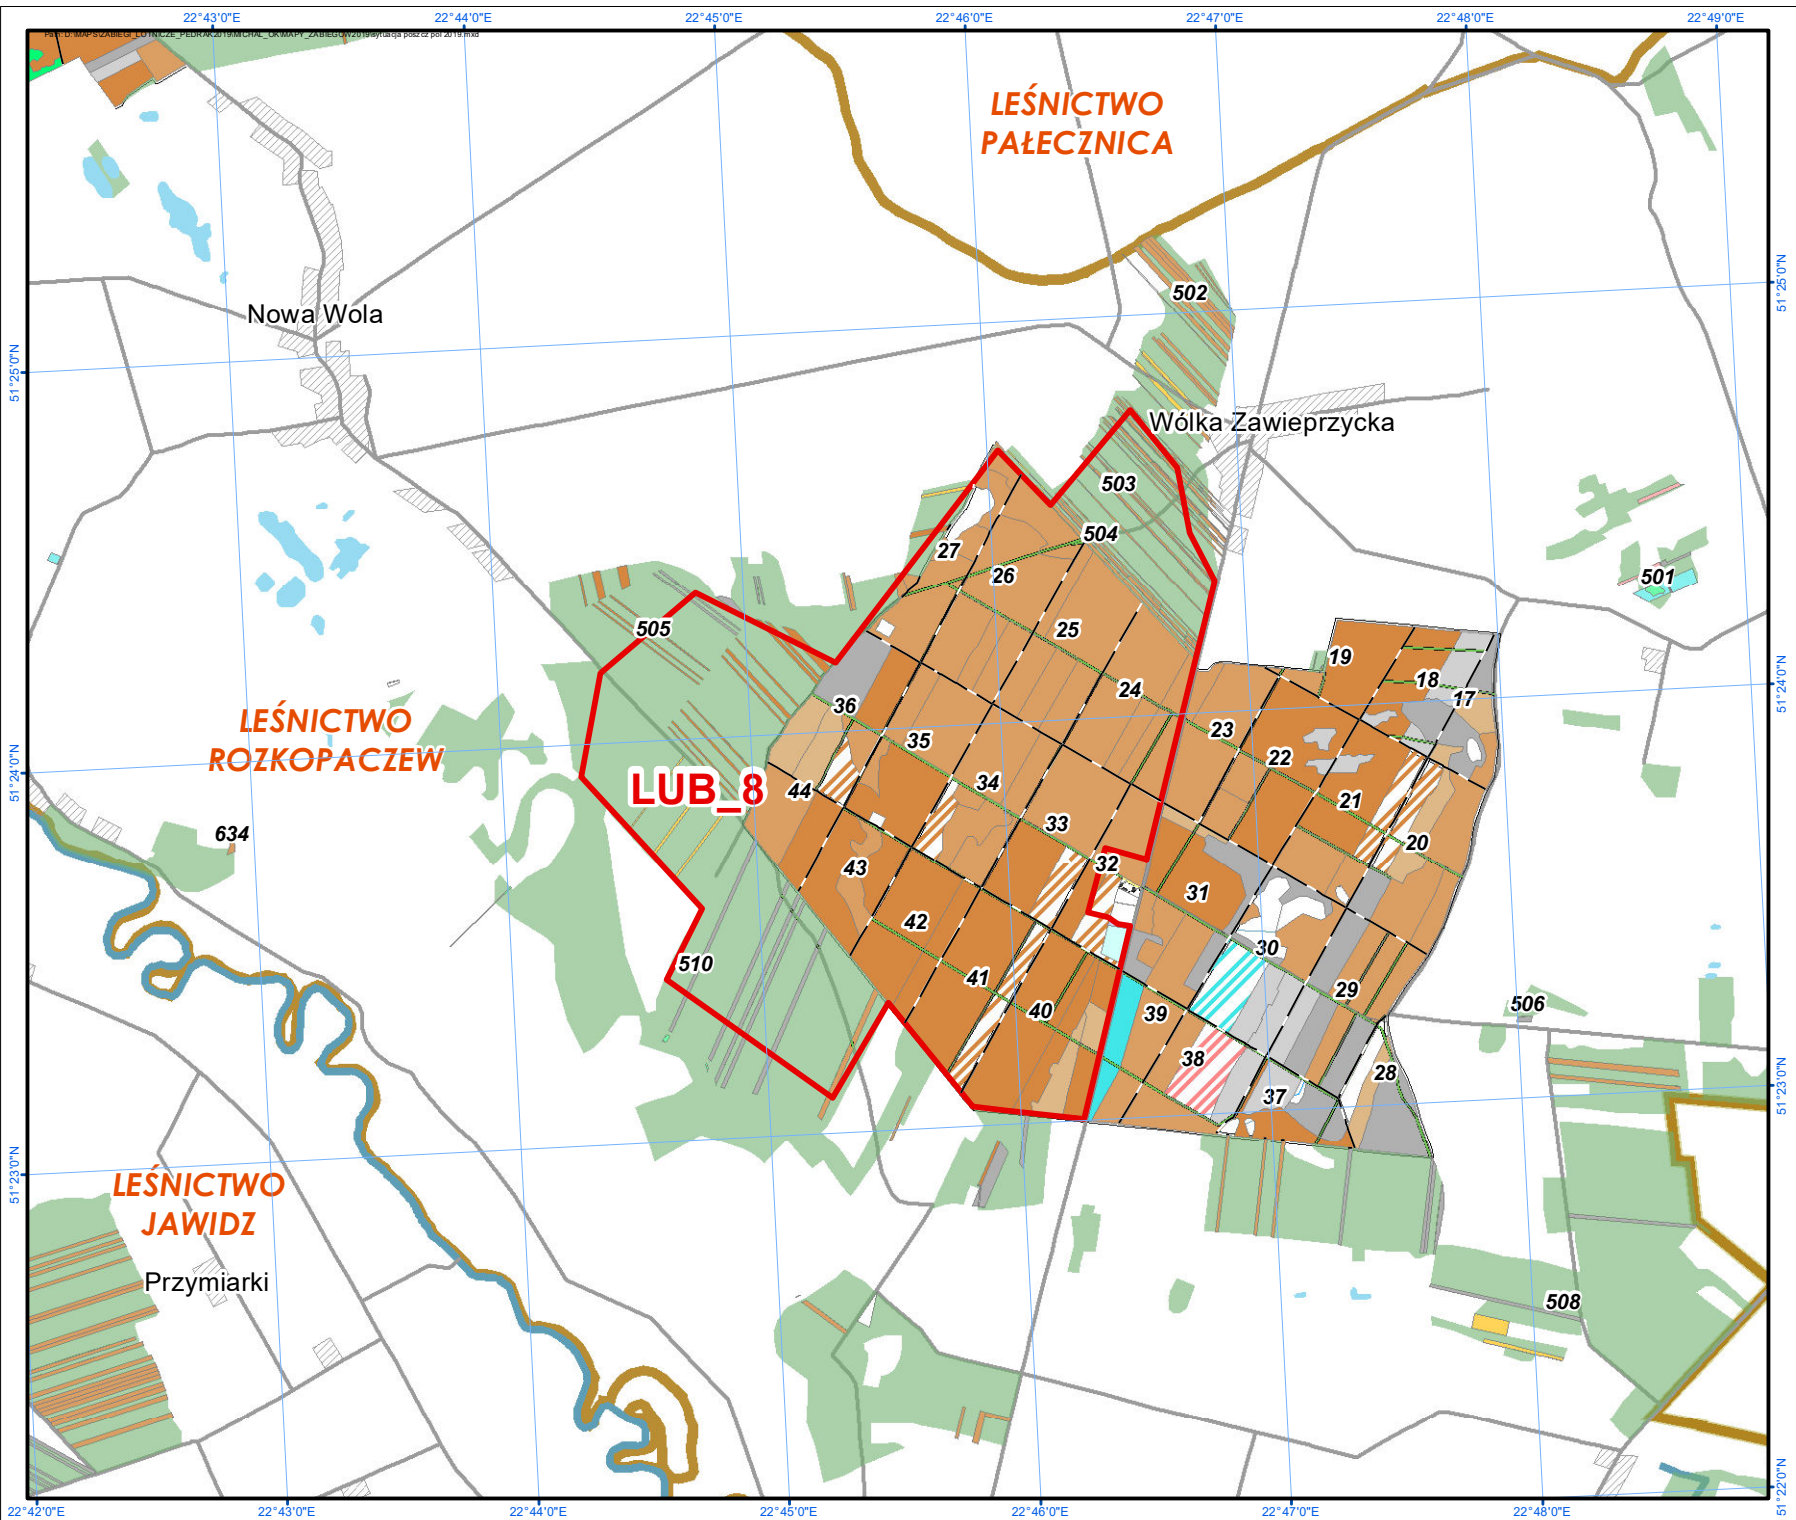 22°43'0"E
22°44'0"E
22°45'0"E
22°46'0"E
22°47'0"E
22°48'0"E
22°49'0"E
LEŚNICTWO
PAŁECZNICA
502
51°25'0"N
Nowa Wola
51°25'0"N
Wólka Zawieprzycka
503
504
27
26
501
25
505
19
18
24
17
51°24'0"N
36
LEŚNICTWO
ROZKOPACZEW
23
35
22
51°24'0"N
34
LUB_8
44
21
33
634
20
32
43
31
42
30
510
41
29
506
40
39
38
28
37
51°23'0"N
51°23'0"N
LEŚNICTWO
JAWIDZ
Przymiarki
508
51°22'0"N
22°42'0"E
22°43'0"E
22°44'0"E
22°45'0"E
22°46'0"E
22°47'0"E
22°48'0"E